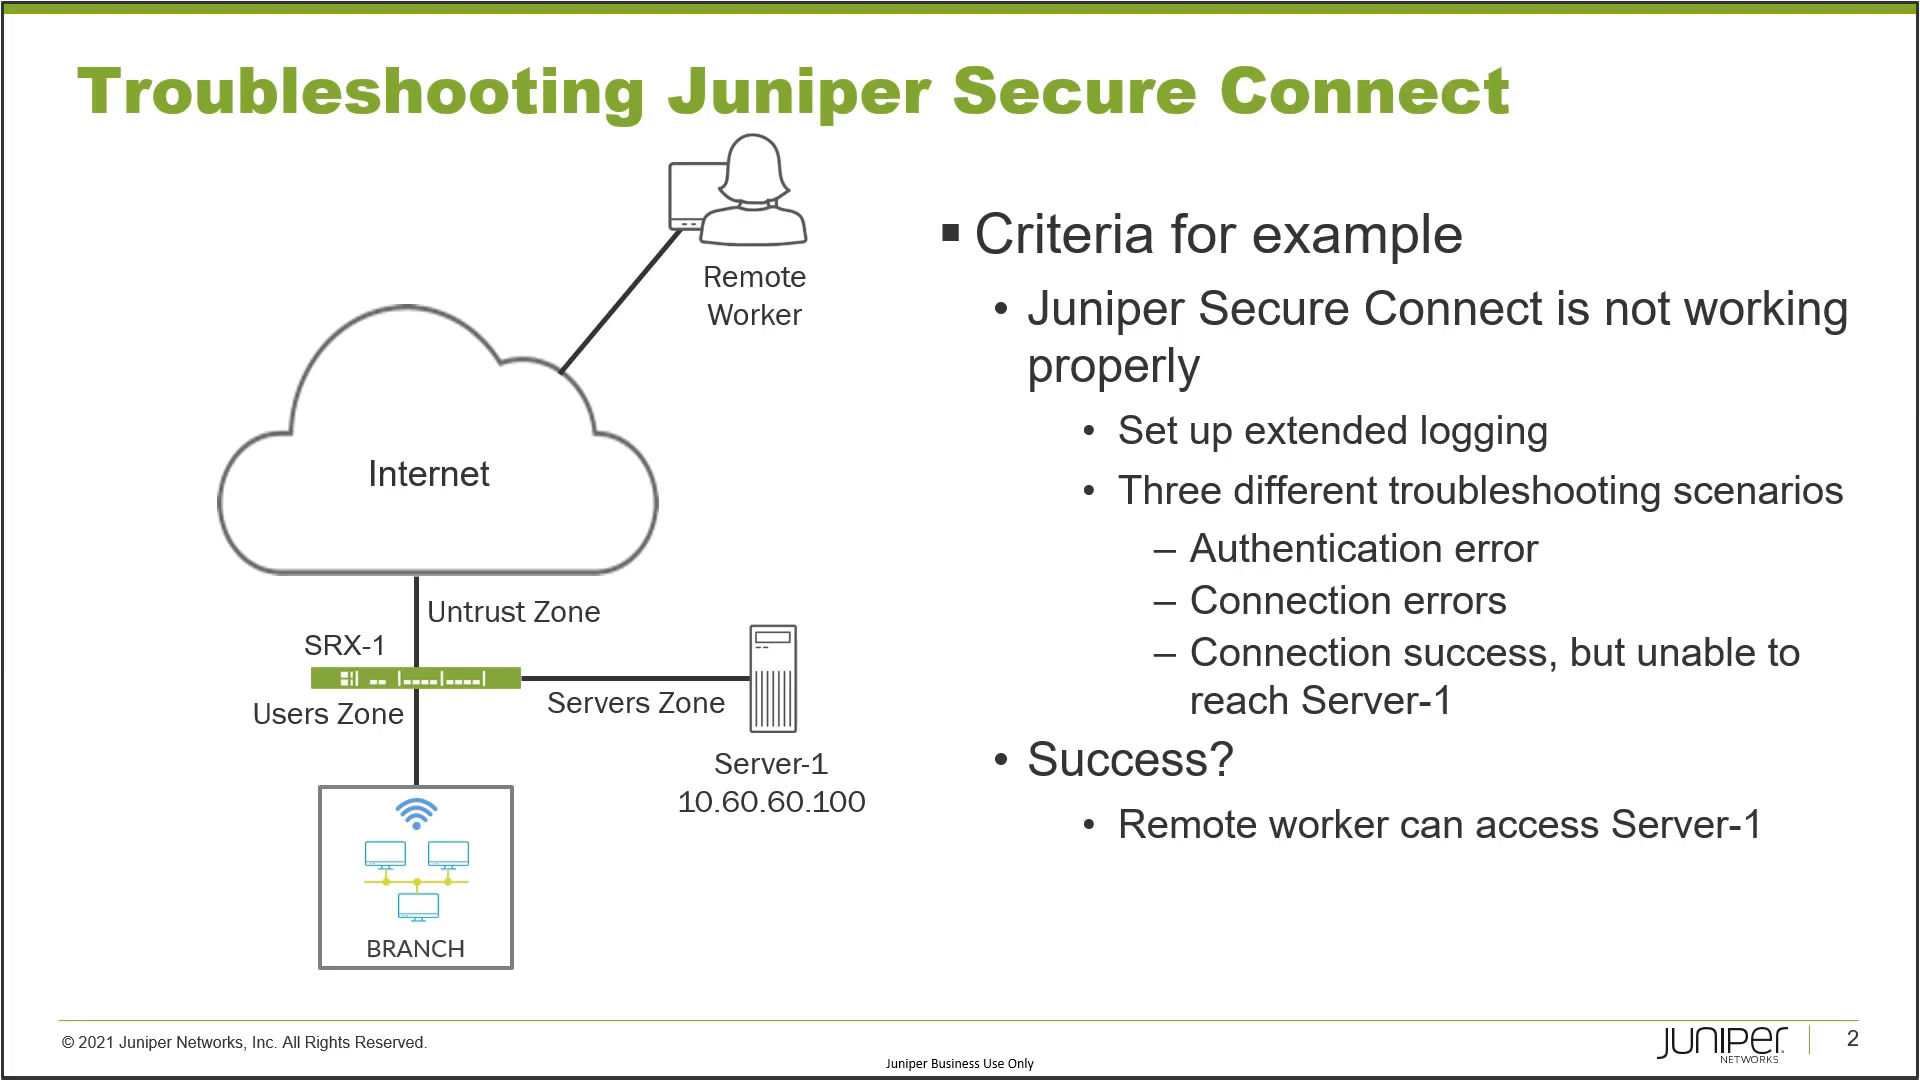 Troubleshooting Juniper Secure Connect
Remote
Worker
Internet
Untrust Zone
SRX-1
Users Zone
Servers Zone
Server-1
10.60.60.100
BRANCH
▪ Criteria for example
• Juniper Secure Connect is not working
properly
• Set up extended logging
• Three different troubleshooting scenarios
– Authentication error
– Connection errors
– Connection success, but unable to
reach Server-1
• Success?
• Remote worker can access Server-1
© 2021 Juniper Networks, Inc. All Rights Reserved.
Juniper Business Use Only
JUNIPER
NETWORKS
2